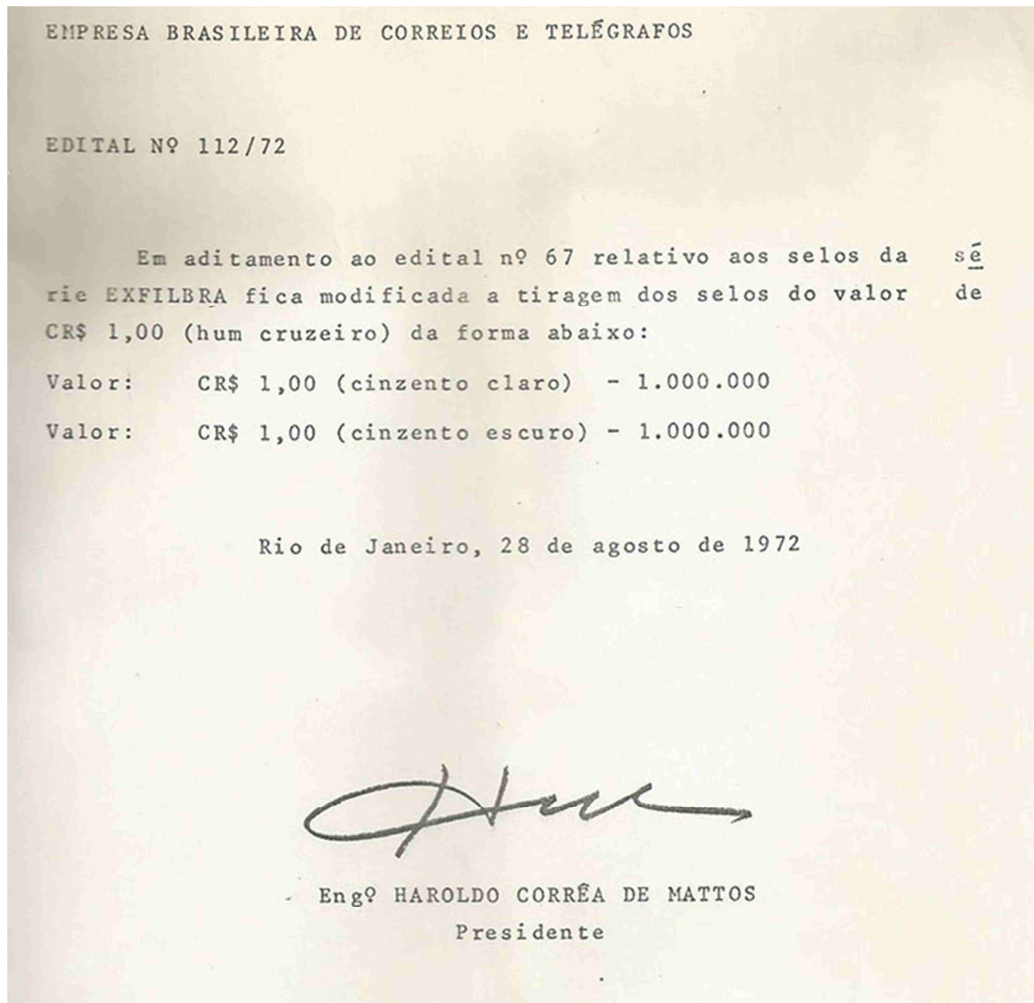 EMPRESA BRASILEIRA DE CORREIOS E TELÉGRAFOS
EDITAL Nº 112/72
Em aditamento ao edital nº 67 relativo aos selos da sé
rie EXFILBRA fica modificada a tiragem dos selos do valor de
CR$ 1,00 (hum cruzeiro) da forma abaixo:
Valor: CR$ 1,00 (cinzento claro) - 1.000.000
Valor: CR$ 1,00 (cinzento escuro) - 1.000.000
Rio de Janeiro, 28 de agosto de 1972
Engº HAROLDO CORRÊA DE MATTOS
Presidente